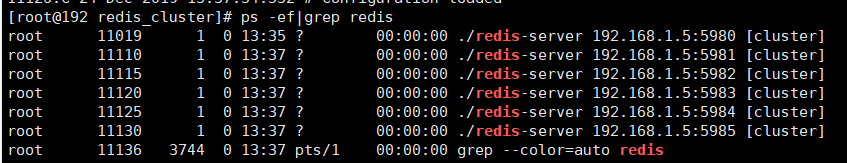 [root@192 redis_cluster]# ps -ef|grep redis
root 11019 1 0 13:35 ? 00:00:00 ./redis-server 192.168.1.5:5980 [cluster]
root 11110 1 0 13:37 ? 00:00:00 ./redis-server 192.168.1.5:5981 [cluster]
root 11115 1 0 13:37 ? 00:00:00 ./redis-server 192.168.1.5:5982 [cluster]
root 11120 1 0 13:37 ? 00:00:00 ./redis-server 192.168.1.5:5983 [cluster]
root 11125 1 0 13:37 ? 00:00:00 ./redis-server 192.168.1.5:5984 [cluster]
root 11130 1 0 13:37 ? 00:00:00 ./redis-server 192.168.1.5:5985 [cluster]
root 11136 3744 0 13:37 pts/1 00:00:00 grep --color=auto redis